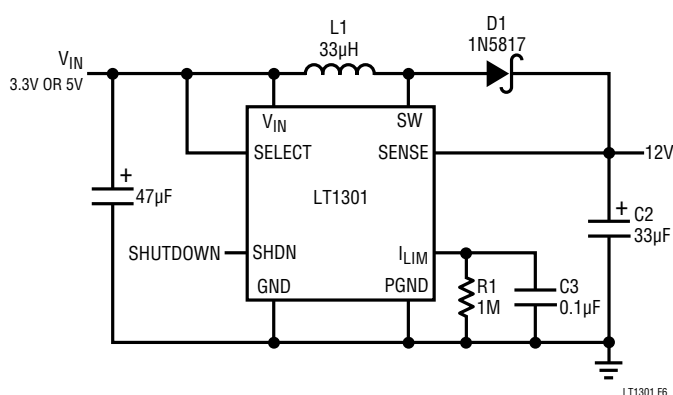 L1
33µH
D1
1N5817
VIN
3.3V OR 5V
VIN
SW
SELECT
SENSE
12V
+
47µF
LT1301
+
C2
33µF
SHUTDOWN
SHDN
ILIM
GND
PGND
R1
1M
C3
0.1µF
LT1301 F6